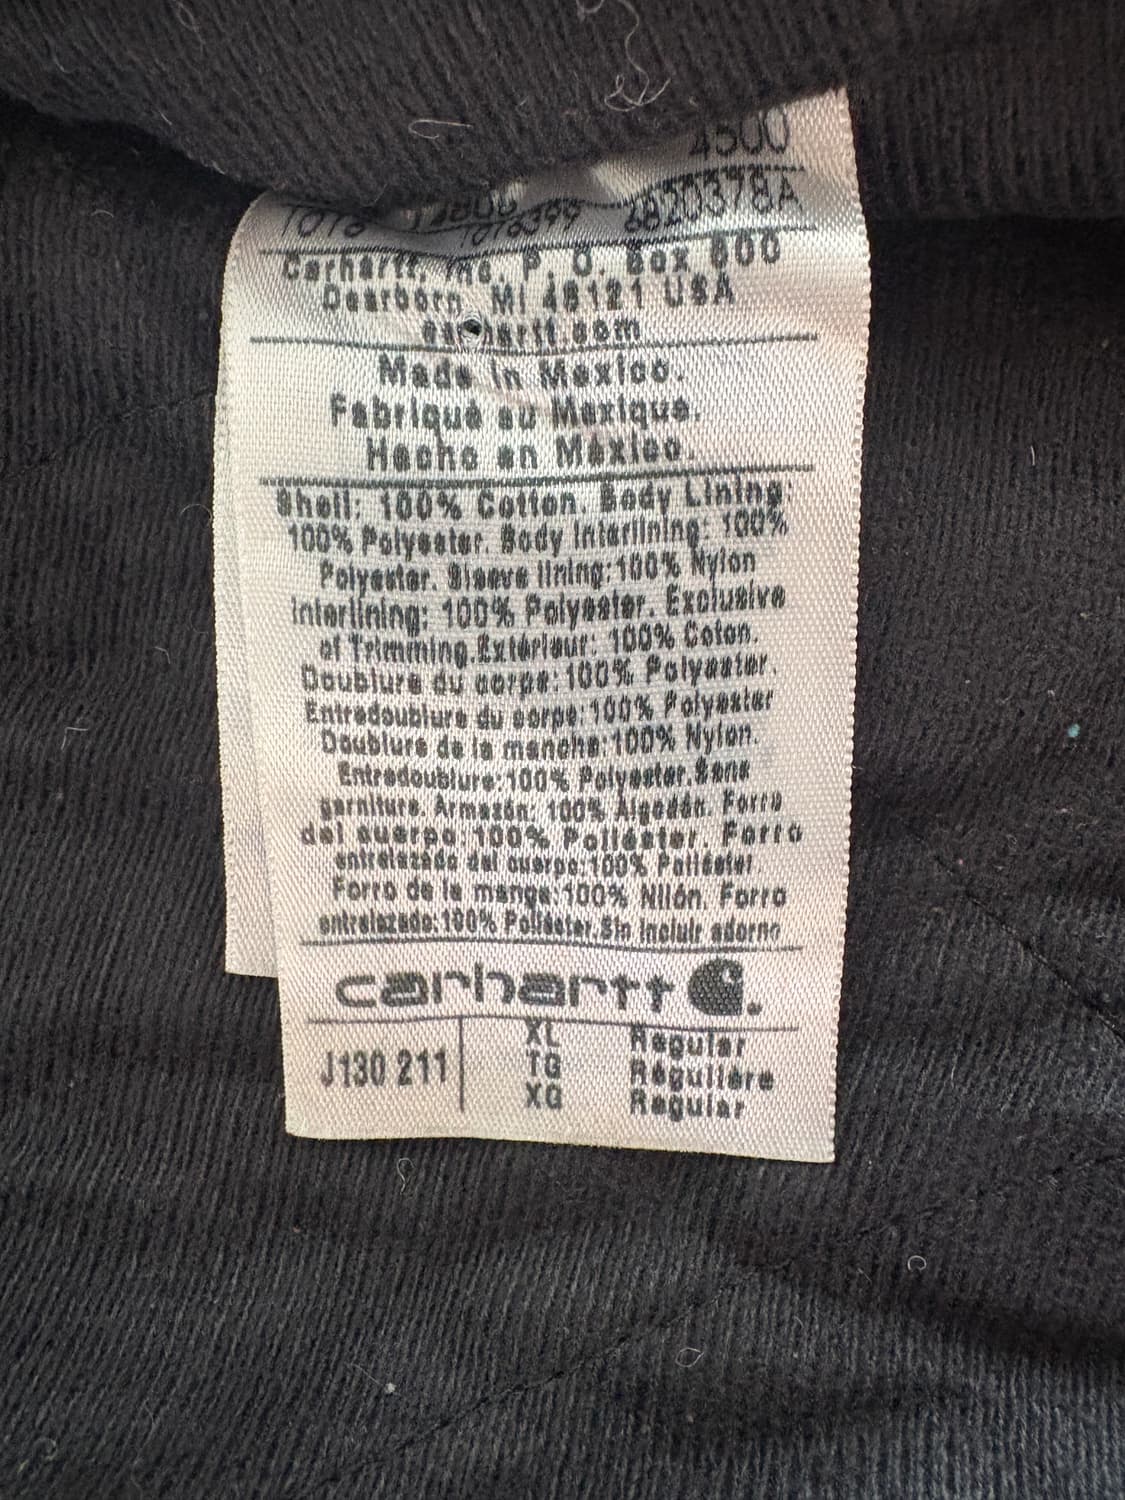 4500
6820378A
Carhartt, Inc. P. O. Box 600
Dearborn, MI 48121 USA
carhartt.com
Made in Mexico.
Fabriqué au Mexique.
Hecho en México.
Shell: 100% Cotton. Body Lining:
100% Polyester. Body Interlining: 100%
Polyester. Sleeve lining:100% Nylon
Interlining: 100% Polyester. Exclusive
of Trimming.Extérieur: 100% Coton.
Doublure du corps:100% Polyester.
Entredoublure du corps:100% Polyester
Doublure de la manche:100% Nylon.
Entredoublure:100% Polyester.Sans
garniture. Armazón: 100% Algodón. Forro
del cuerpo:100% Poliéster. Forro
entrelazado del cuerpo:100% Poliéster.
Forro de la manga:100% Nilón. Forro
entrelazado:100% Poliéster.Sin incluir adorno
carhartt
J130 211 XL Regular
TG Régulière
XG Regular